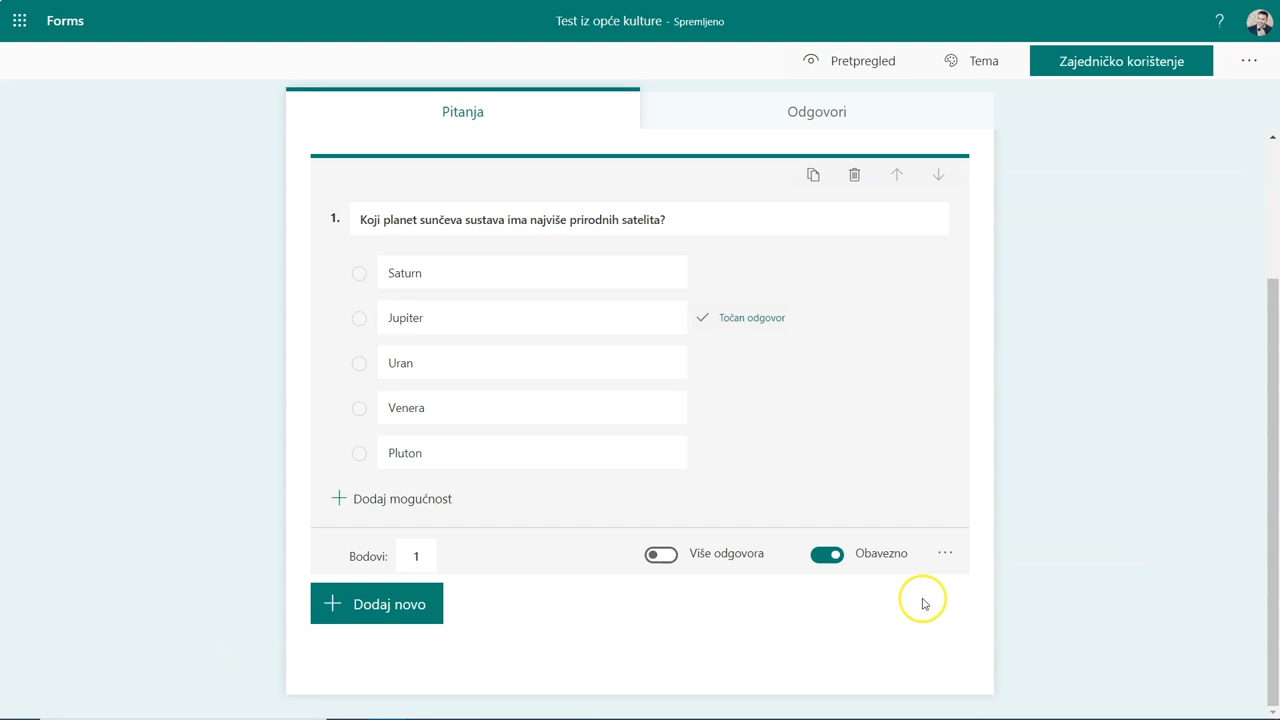 Forms
Test iz opće kulture - Spremljeno
?
Pretpregled
Tema
Zajedničko korištenje
...
Pitanja
Odgovori
1. Koji planet sunčeva sustava ima najviše prirodnih satelita?
Saturn
Jupiter
Točan odgovor
Uran
Venera
Pluton
Dodaj mogućnost
Bodovi: 1
Više odgovora
Obavezno
...
Dodaj novo